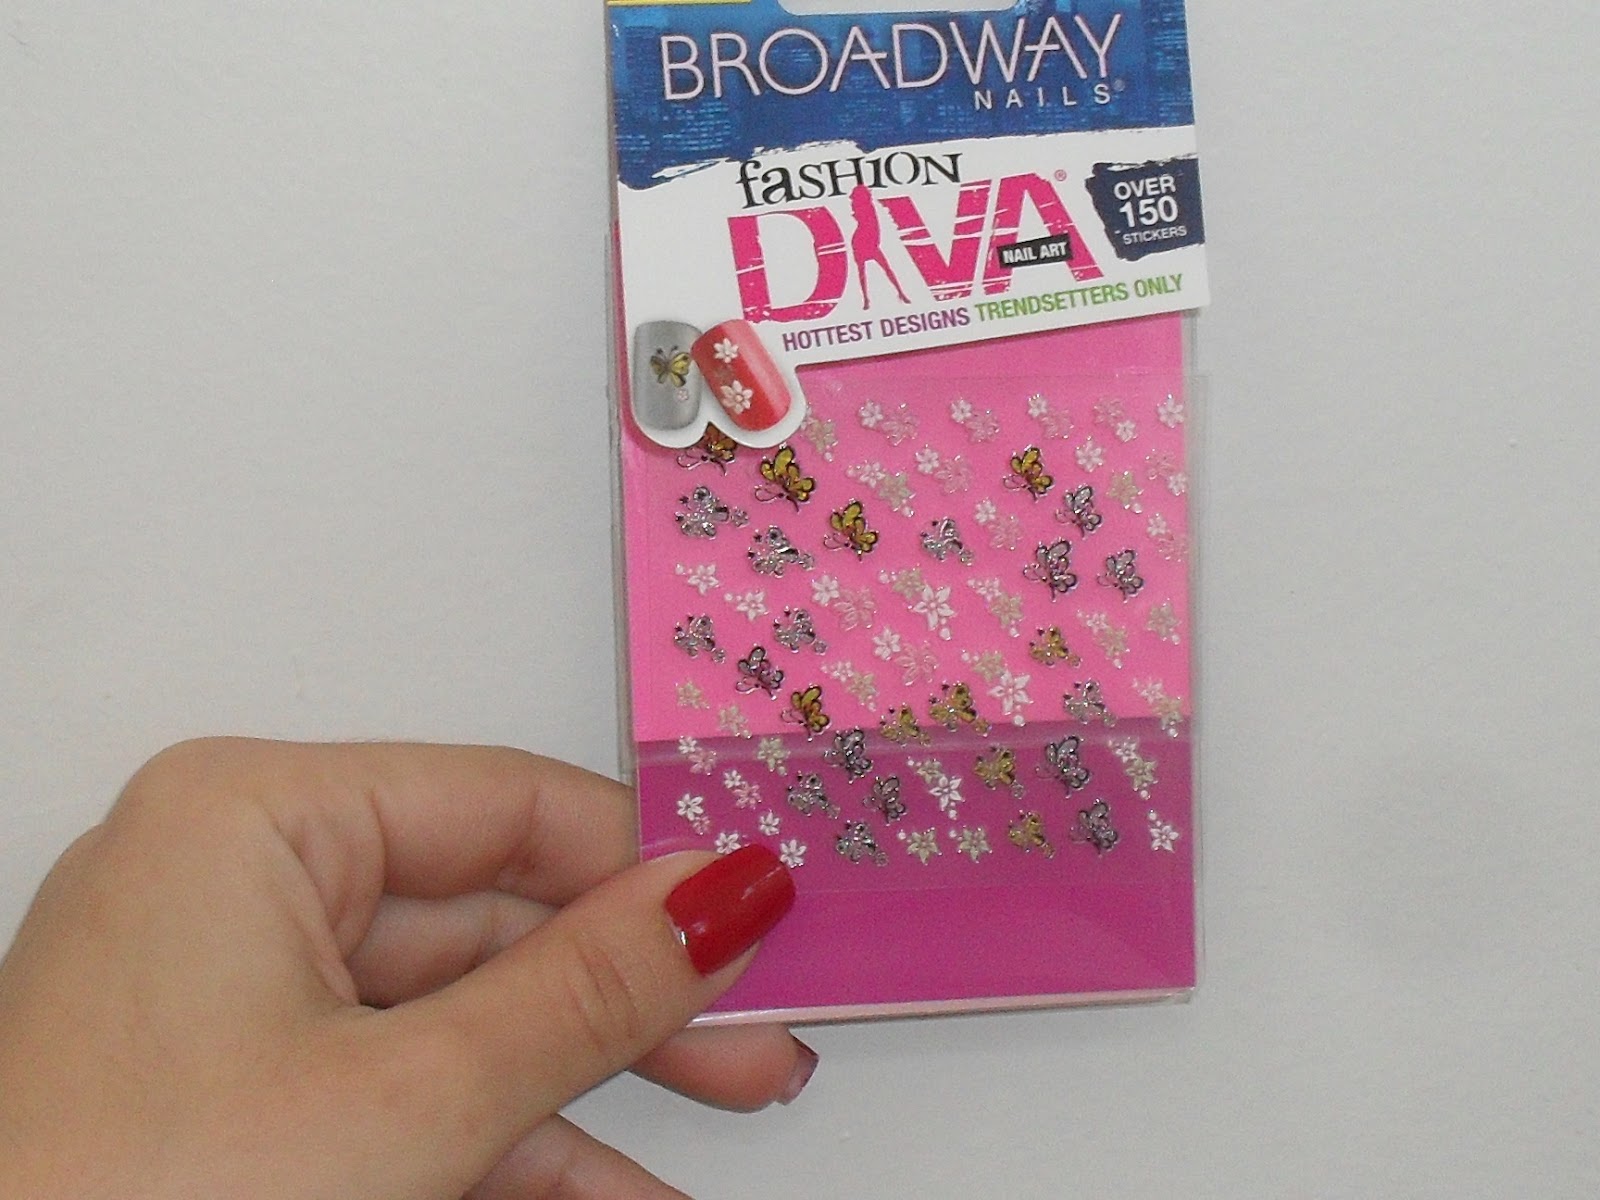 BROADWAY
NAILS®
fasHION
DIVA®
NAIL ART
OVER
150
STICKERS
HOTTEST DESIGNS TRENDSETTERS ONLY